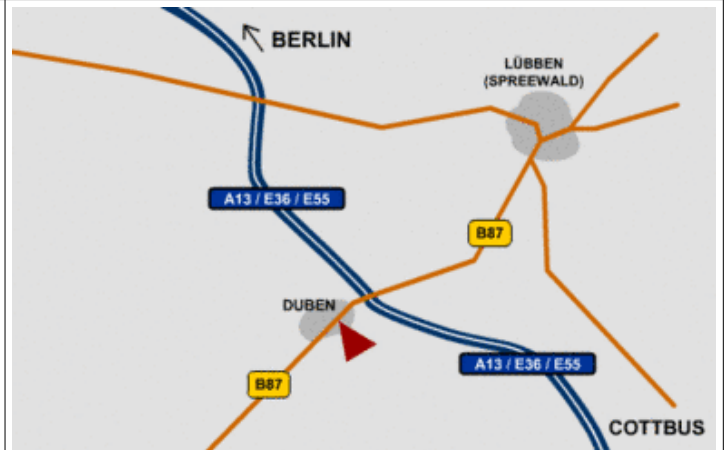 BERLIN
LÜBBEN
(SPREEWALD)
A13 / E36 / E55
B87
DUBEN
A13 / E36 / E55
B87
COTTBUS